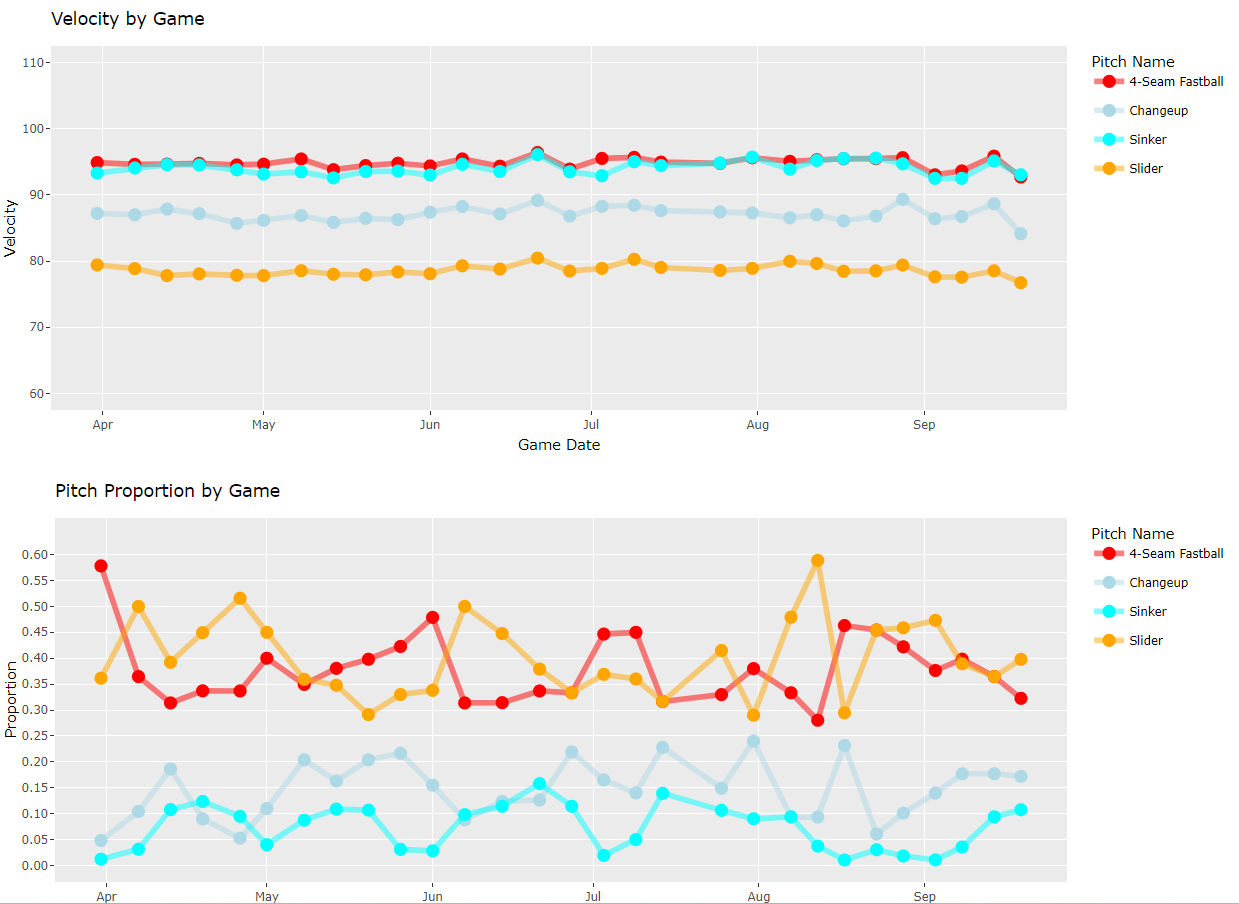 Velocity by Game
110
100
90
80
70
60
Velocity
Apr May Jun Jul Aug Sep
Game Date
Pitch Name
4-Seam Fastball
Changeup
Sinker
Slider
Pitch Proportion by Game
0.60
0.55
0.50
0.45
0.40
0.35
0.30
0.25
0.20
0.15
0.10
0.05
0.00
Proportion
Apr May Jun Jul Aug Sep
Pitch Name
4-Seam Fastball
Changeup
Sinker
Slider